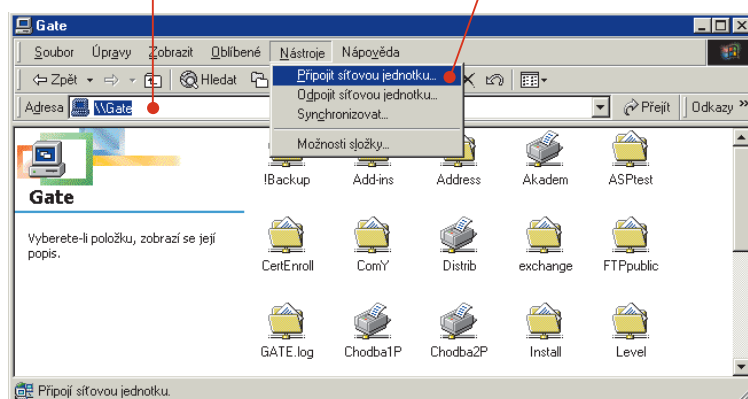 Gate
Soubor Úpravy Zobrazit Oblíbené Nástroje Nápověda
Zpět Hledat
Připojit síťovou jednotku...
Odpojit síťovou jednotku...
Synchronizovat...
Možnosti složky...
Adresa \\Gate Přejít Odkazy »
Gate
Vyberete-li položku, zobrazí se její
popis.
!Backup Add-ins Address Akadem ASPtest
CertEnroll ComY Distrib exchange FTPpublic
GATE.log Chodba1P Chodba2P Install Level
Připojí síťovou jednotku.